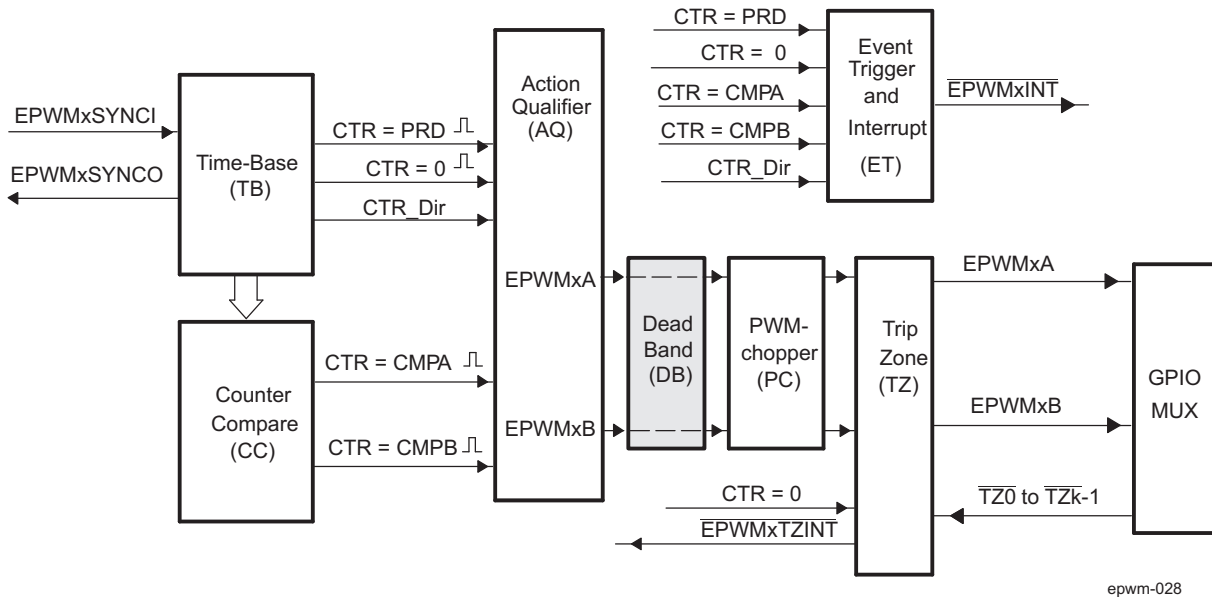 CTR = PRD
CTR = 0
CTR = CMPA
CTR = CMPB
CTR_Dir
Event
Trigger
and
Interrupt
(ET)
EPWMxINT
EPWMxSYNCI
EPWMxSYNCO
Time-Base
(TB)
CTR = PRD
CTR = 0
CTR_Dir
Action
Qualifier
(AQ)
EPWMxA
EPWMxB
Counter
Compare
(CC)
CTR = CMPA
CTR = CMPB
Dead
Band
(DB)
PWM-
chopper
(PC)
Trip
Zone
(TZ)
EPWMxA
EPWMxB
CTR = 0
EPWMxTZINT
TZ0 to TZk-1
GPIO
MUX
epwm-028